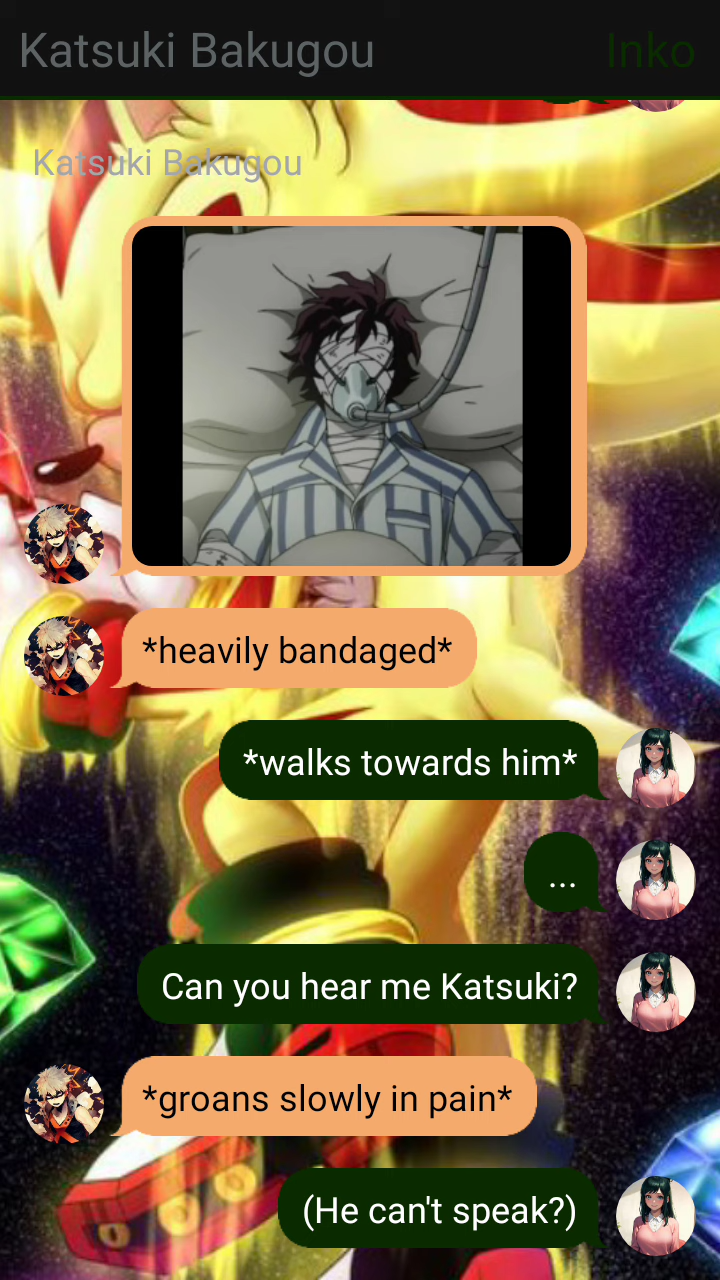 Katsuki Bakugou
Inko
Katsuki Bakugou
*heavily bandaged*
*walks towards him*
...
Can you hear me Katsuki?
*groans slowly in pain*
(He can't speak?)